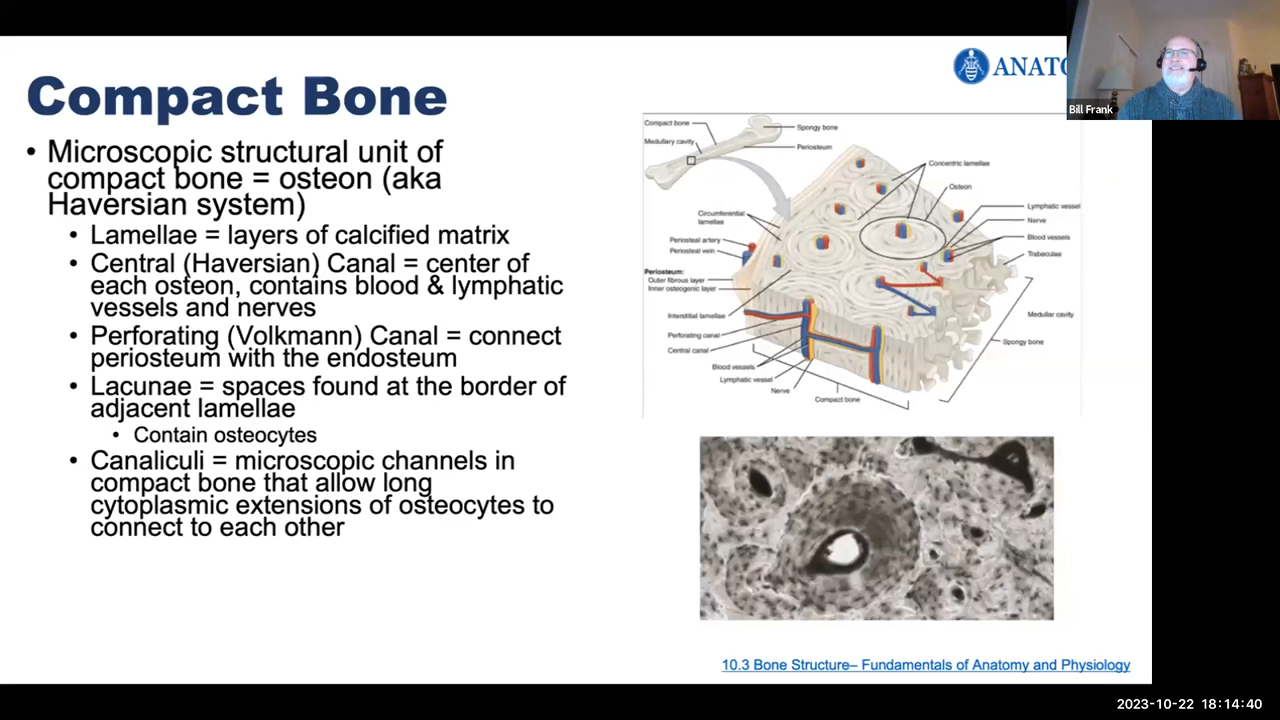 Compact Bone
ANATO
Bill Frank
• Microscopic structural unit of
compact bone = osteon (aka
Haversian system)
• Lamellae = layers of calcified matrix
• Central (Haversian) Canal = center of
each osteon, contains blood & lymphatic
vessels and nerves
• Perforating (Volkmann) Canal = connect
periosteum with the endosteum
• Lacunae = spaces found at the border of
adjacent lamellae
• Contain osteocytes
• Canaliculi = microscopic channels in
compact bone that allow long
cytoplasmic extensions of osteocytes to
connect to each other
Compact bone
Medullary cavity
Spongy bone
Periosteum
Concentric lamellae
Osteon
Circumferential
lamellae
Lymphatic vessel
Nerve
Blood vessels
Trabeculae
Periosteal artery
Periosteal vein
Periosteum:
Outer fibrous layer
Inner osteogenic layer
Interstitial lamellae
Perforating canal
Central canal
Blood vessels
Lymphatic vessel
Nerve
Compact bone
Medullar cavity
Spongy bone
10.3 Bone Structure– Fundamentals of Anatomy and Physiology
2023-10-22 18:14:40